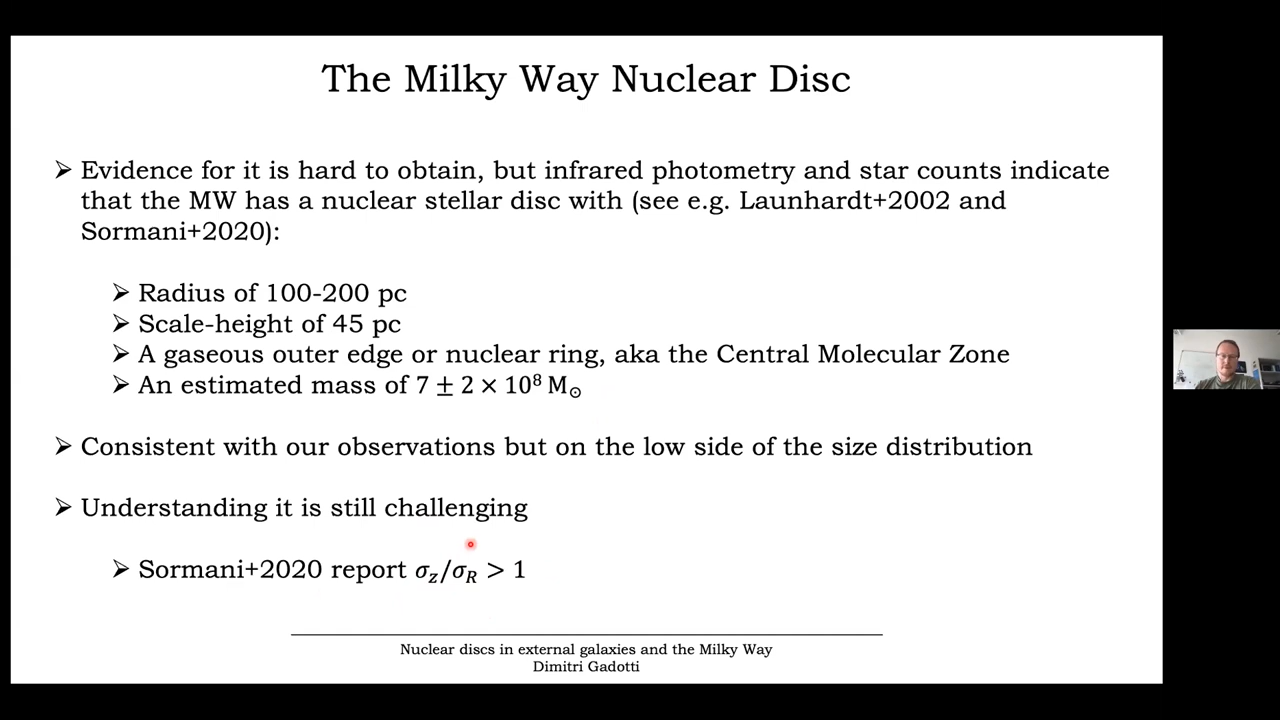 The Milky Way Nuclear Disc
➢ Evidence for it is hard to obtain, but infrared photometry and star counts indicate
that the MW has a nuclear stellar disc with (see e.g. Launhardt+2002 and
Sormani+2020):
➢ Radius of 100-200 pc
➢ Scale-height of 45 pc
➢ A gaseous outer edge or nuclear ring, aka the Central Molecular Zone
➢ An estimated mass of 7 ± 2 × 10⁸ M⊙
➢ Consistent with our observations but on the low side of the size distribution
➢ Understanding it is still challenging
➢ Sormani+2020 report σ_z/σ_R > 1
Nuclear discs in external galaxies and the Milky Way
Dimitri Gadotti